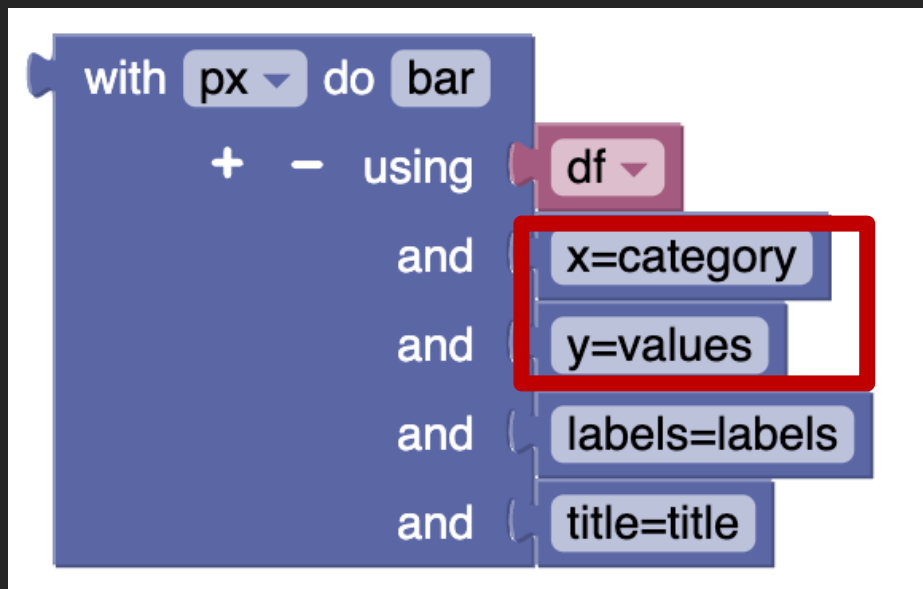 with px do bar
+ - using df
and x=category
and y=values
and labels=labels
and title=title